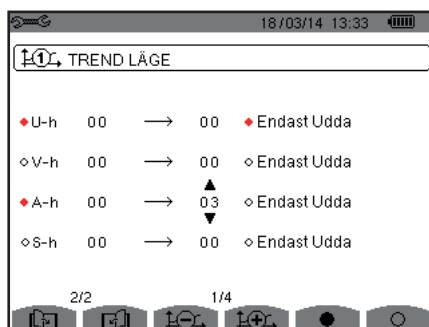 18/03/14 13:33
1 TREND LÄGE
U-h 00 → 00 Endast Udda
V-h 00 → 00 Endast Udda
A-h 00 → 03 Endast Udda
S-h 00 → 00 Endast Udda
2/2 1/4